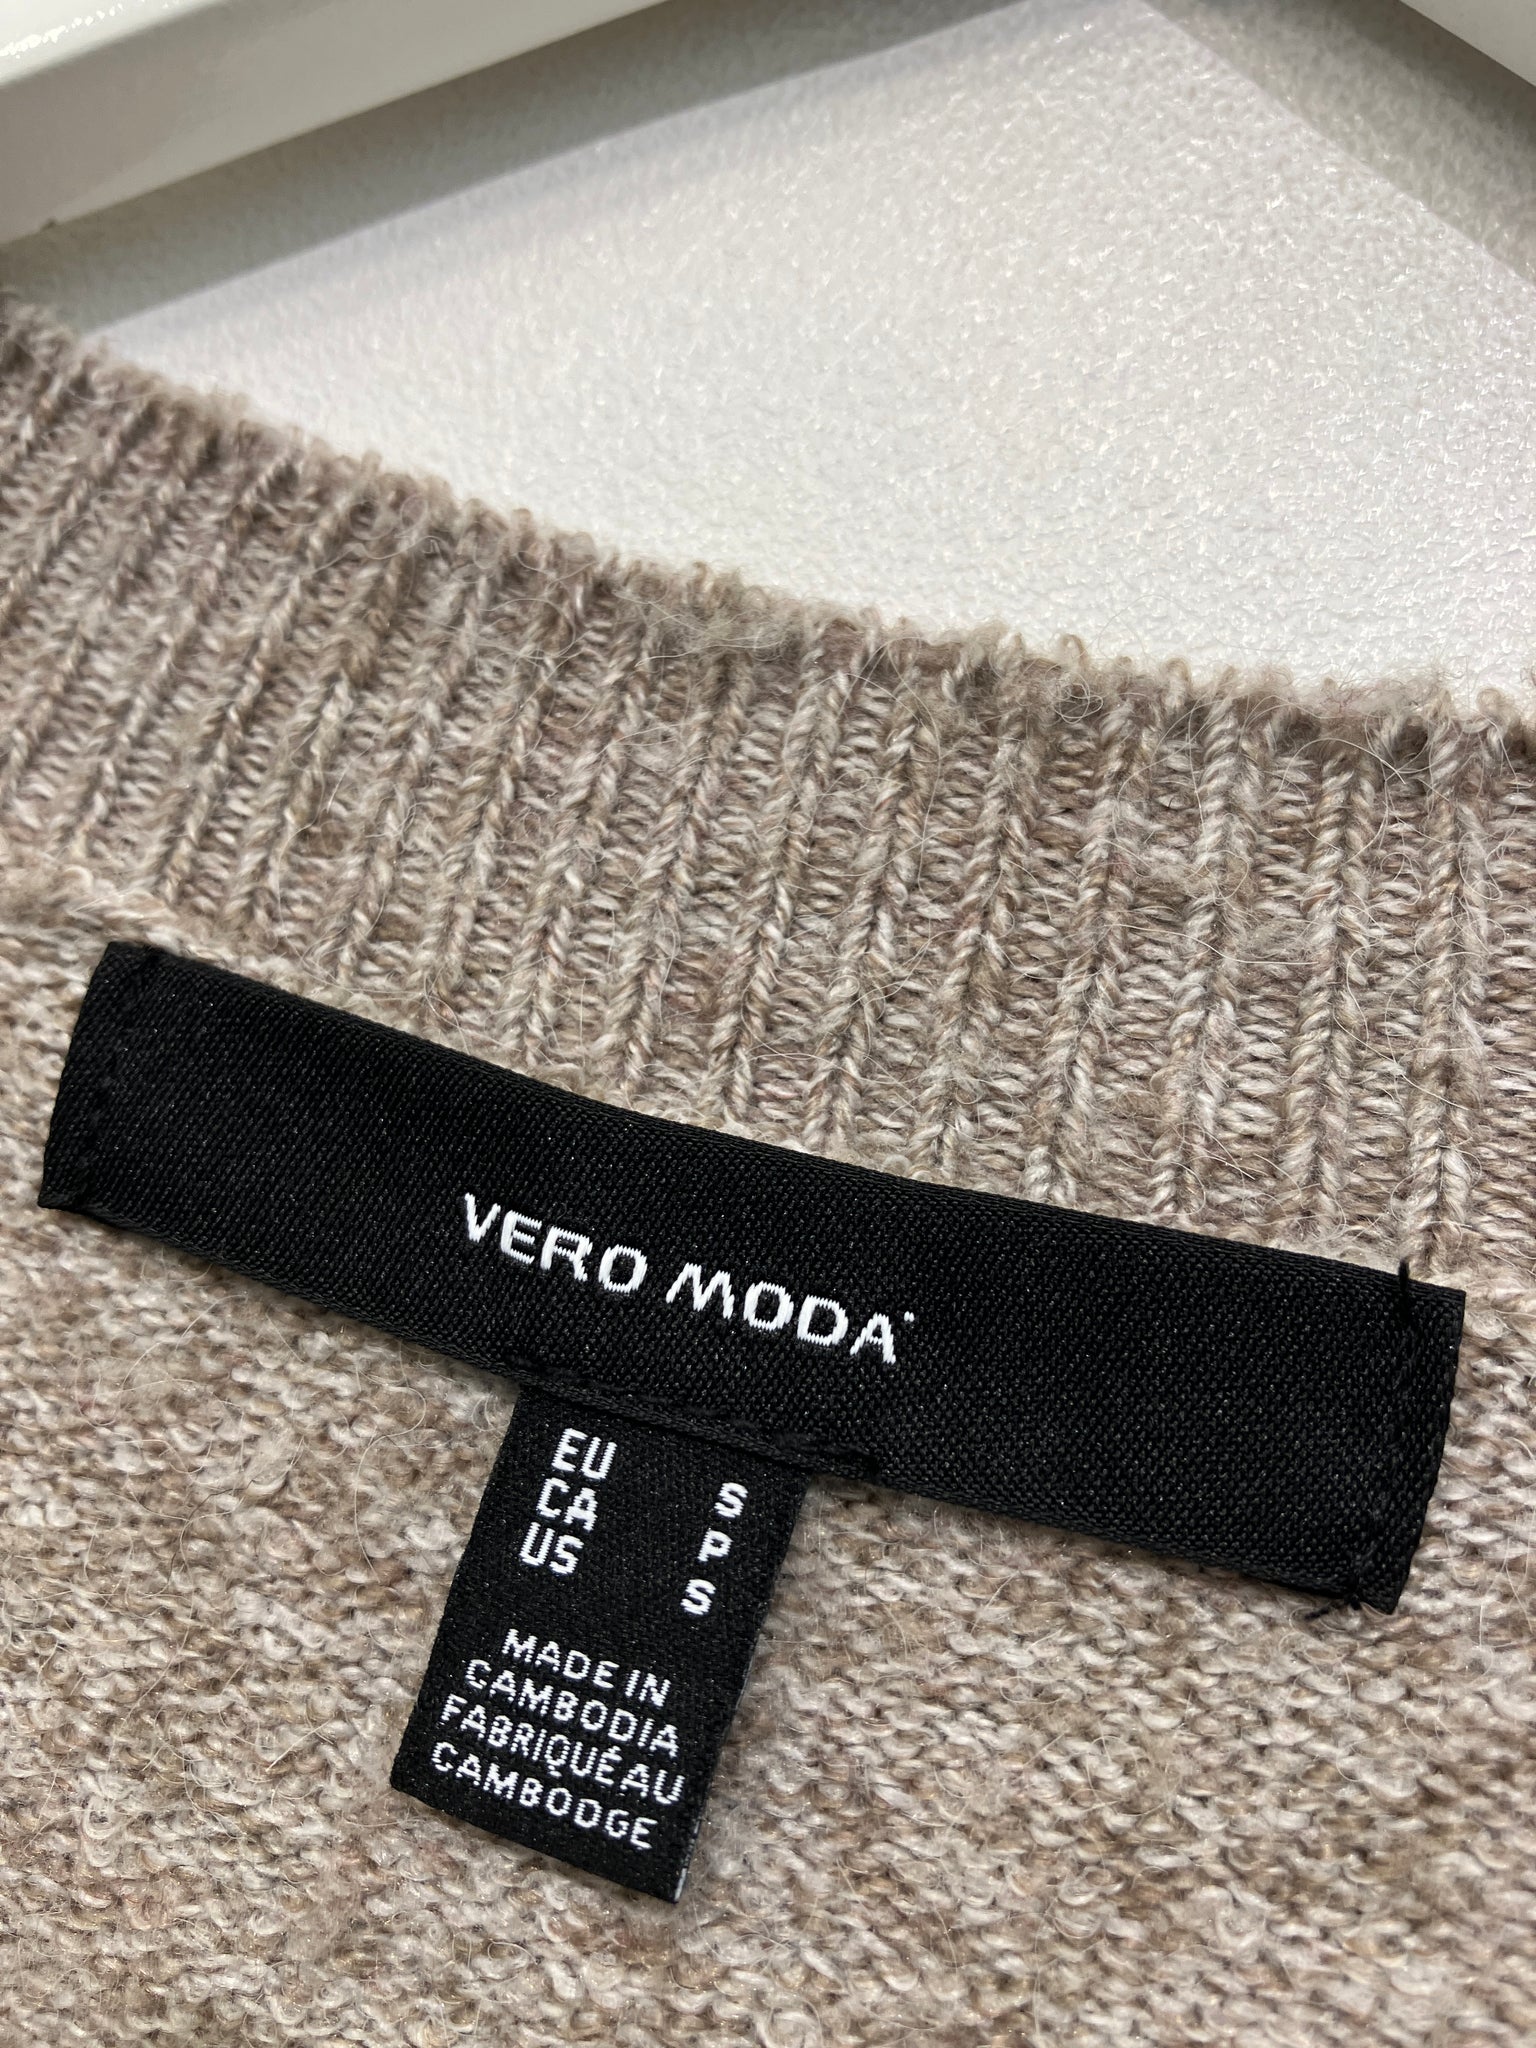 VERO MODA
EU S
CA P
US S
MADE IN
CAMBODIA
FABRIQUÉ AU
CAMBODGE